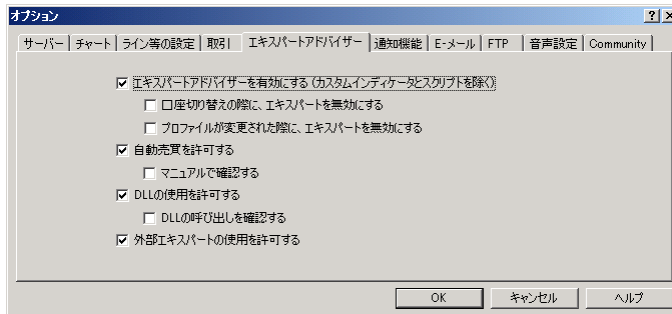 オプション
サーバー チャート ライン等の設定 取引 エキスパートアドバイザー 通知機能 E-メール FTP 音声設定 Community
エキスパートアドバイザーを有効にする(カスタムインディケータとスクリプトを除く)
口座切り替えの際に、エキスパートを無効にする
プロファイルが変更された際に、エキスパートを無効にする
自動売買を許可する
マニュアルで確認する
DLLの使用を許可する
DLLの呼び出しを確認する
外部エキスパートの使用を許可する
OK キャンセル ヘルプ